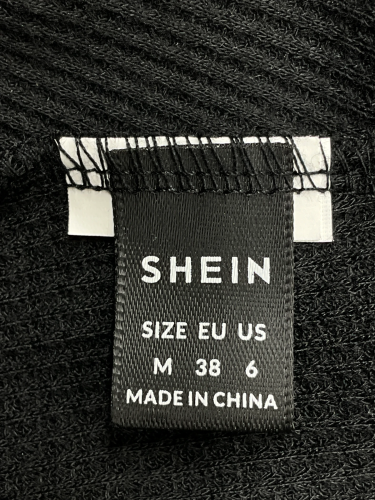 SHEIN
SIZE EU US
M 38 6
MADE IN CHINA